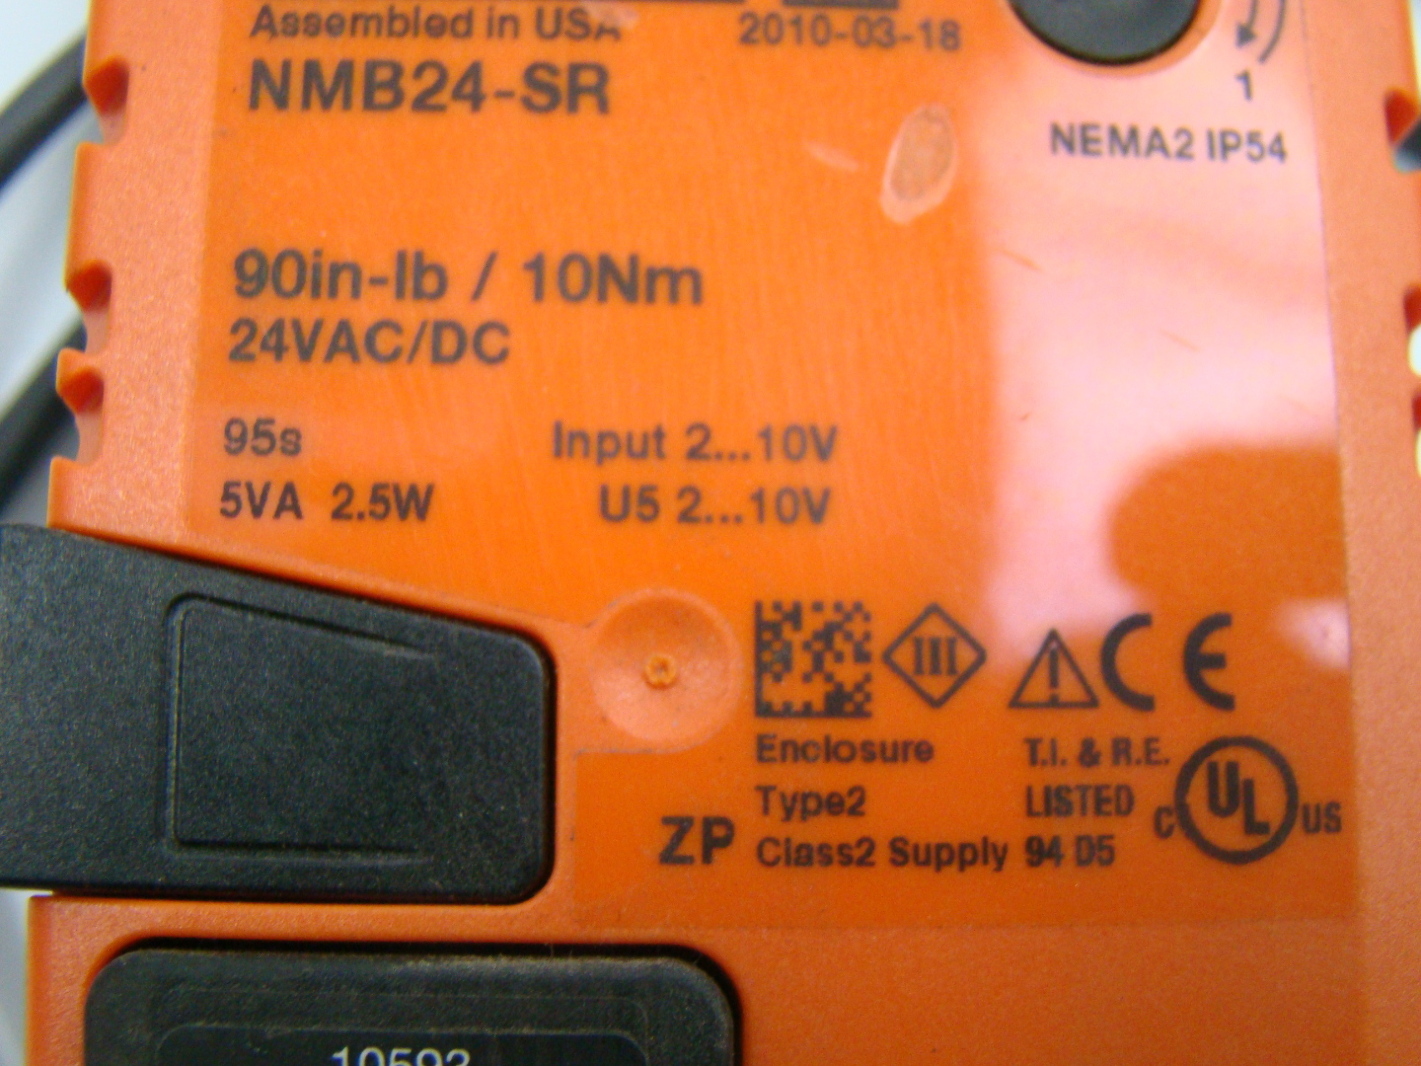 Assembled in USA 2010-03-18
NMB24-SR
1
NEMA2 IP54
90in-lb / 10Nm
24VAC/DC
95s Input 2...10V
5VA 2.5W U5 2...10V
III
CE
Enclosure T.I. & R.E.
Type2 LISTED C UL US
ZP Class2 Supply 94 D5